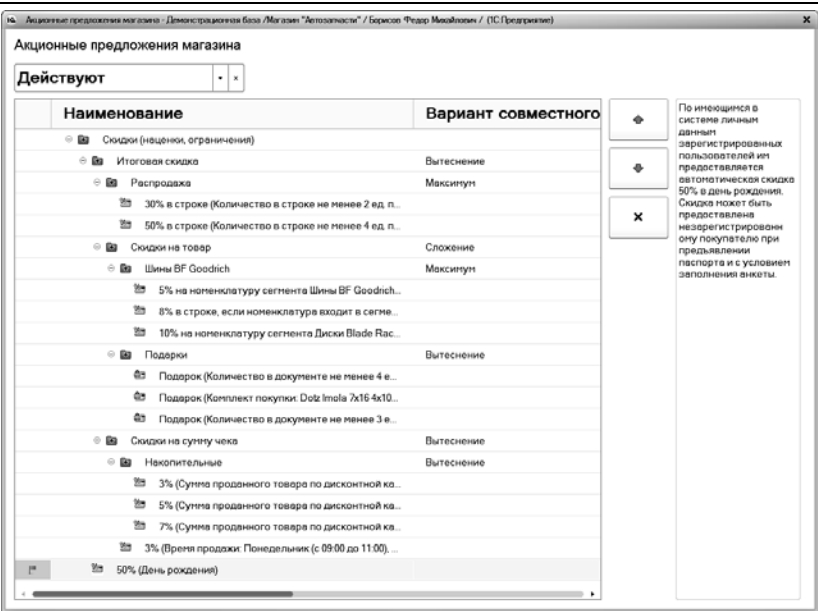 Акционные предложения магазина - Демонстрационная база /Магазин "Автозапчасти" / Борисов Федор Михайлович / (1С:Предприятие)
Акционные предложения магазина
Действуют
Наименование Вариант совместного
Скидки (наценки, ограничения)
Итоговая скидка Вытеснение
Распродажа Максимум
30% в строке (Количество в строке не менее 2 ед. п...
50% в строке (Количество в строке не менее 4 ед. п...
Скидки на товар Сложение
Шины BF Goodrich Максимум
5% на номенклатуру сегмента Шины BF Goodrich...
8% в строке, если номенклатура входит в сегме...
10% на номенклатуру сегмента Диски Blade Rac...
Подарки Вытеснение
Подарок (Количество в документе не менее 4 е...
Подарок (Комплект покупки: Dotz Imola 7x16 4x10...
Подарок (Количество в документе не менее 3 е...
Скидки на сумму чека Вытеснение
Накопительные Вытеснение
3% (Сумма проданного товара по дисконтной ка...
5% (Сумма проданного товара по дисконтной ка...
7% (Сумма проданного товара по дисконтной ка...
3% (Время продажи: Понедельник (с 09:00 до 11:00), ...
50% (День рождения)
По имеющимся в
системе личным
данным
зарегистрированных
пользователей им
предоставляется
автоматическая скидка
50% в день рождения.
Скидка может быть
предоставлена
незарегистрированн
ому покупателю при
предъявлении
паспорта и с условием
заполнения анкеты.